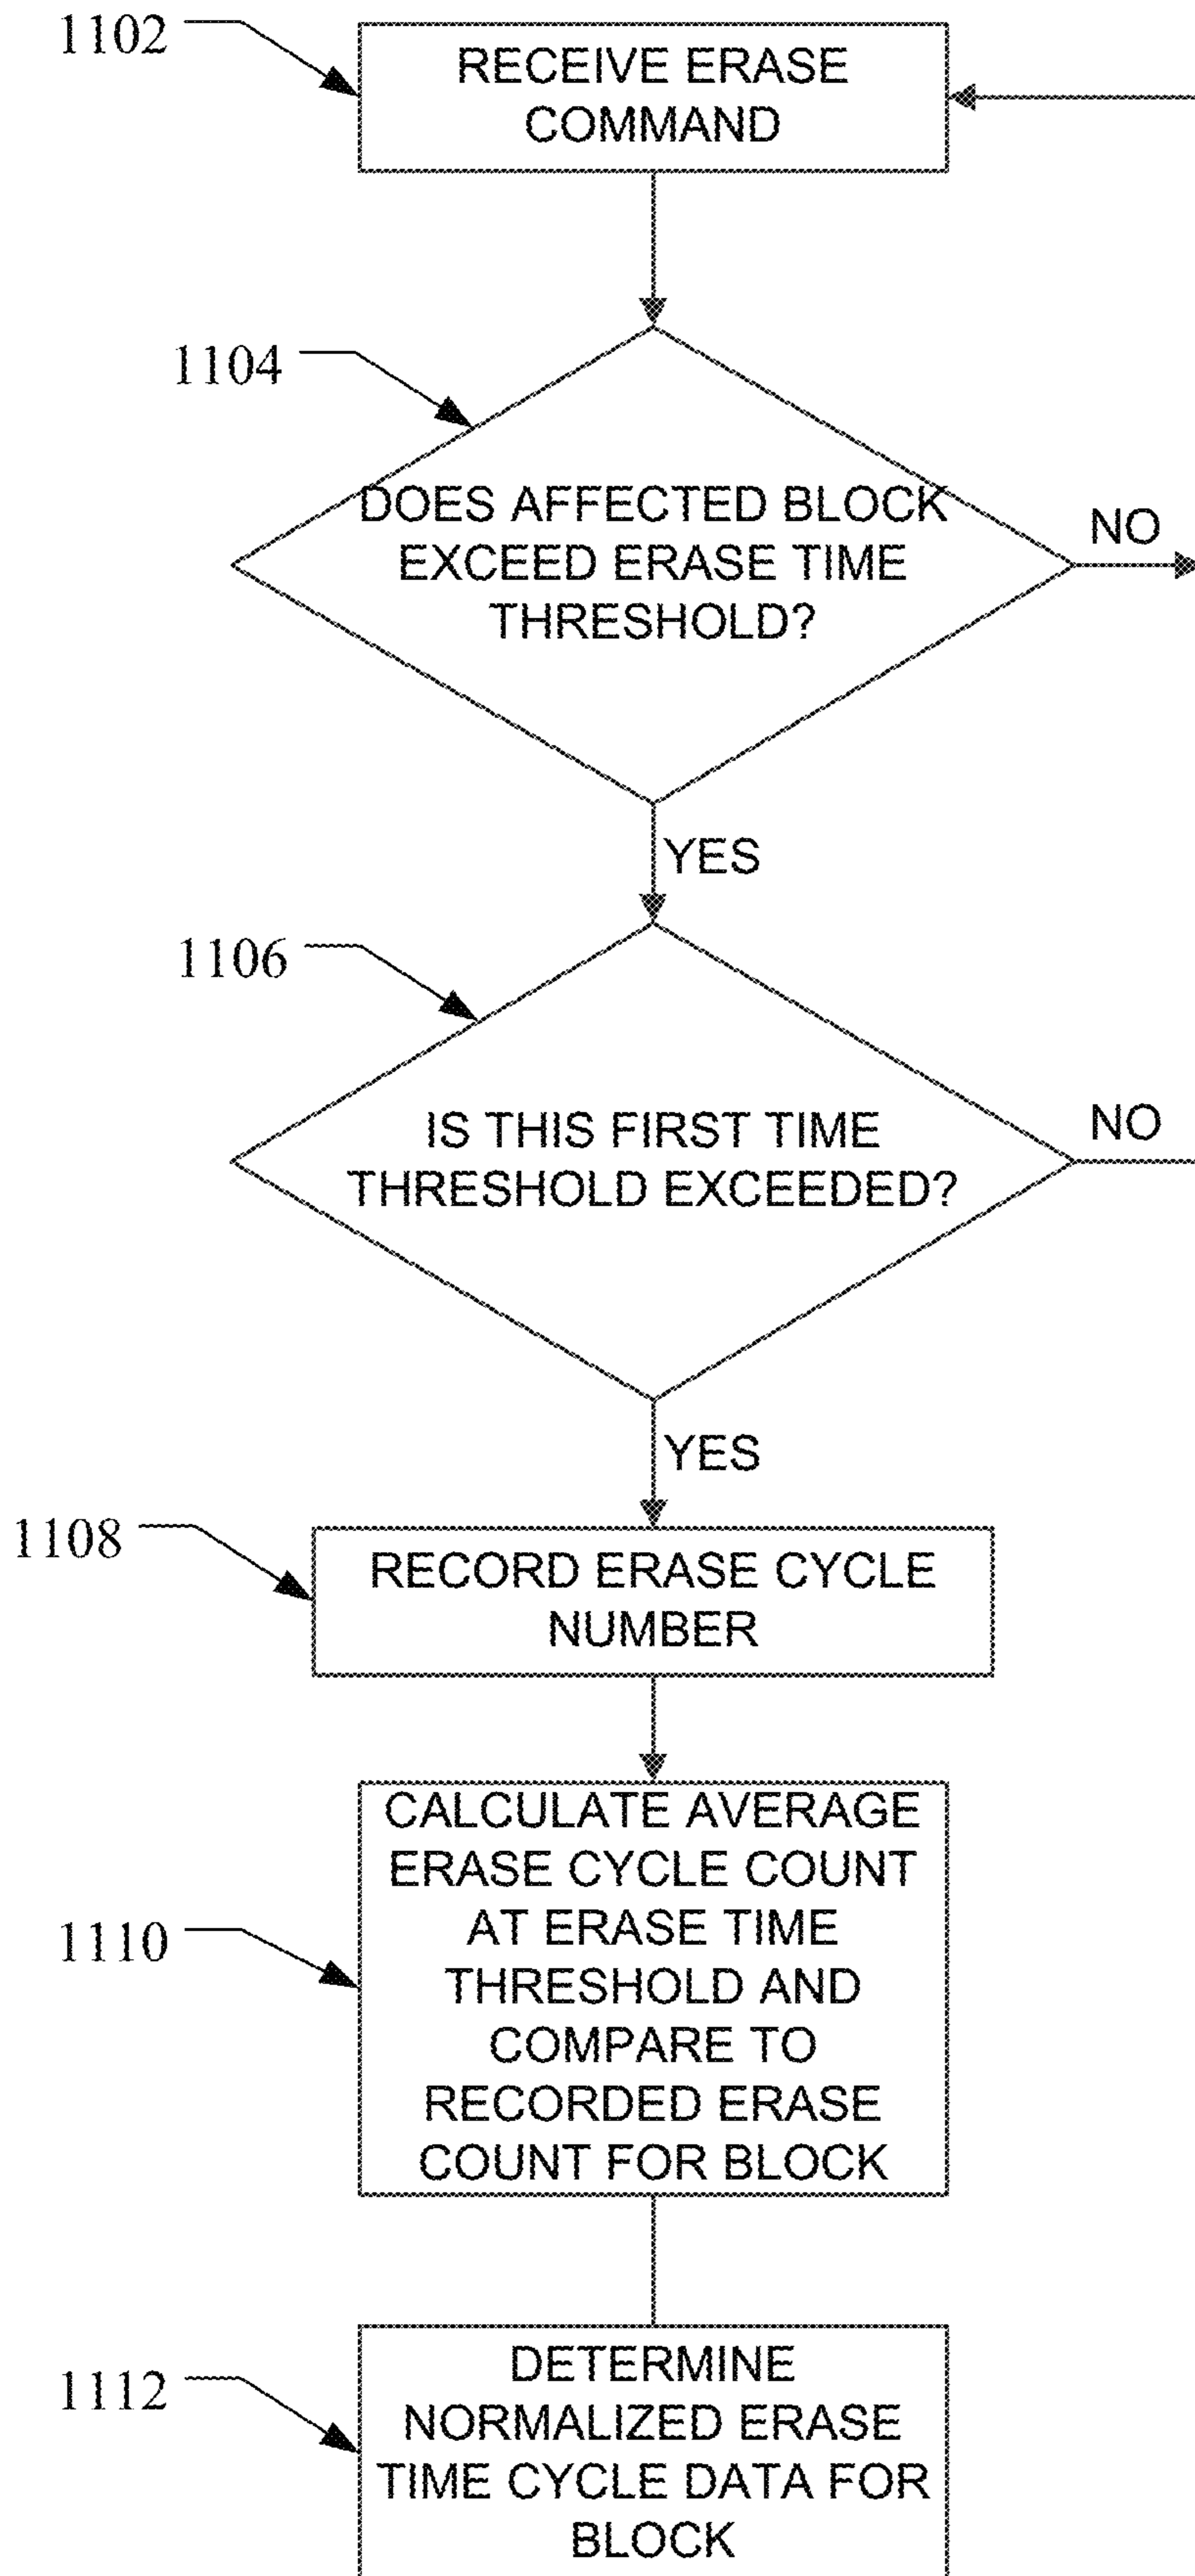 1102
RECEIVE ERASE
COMMAND
1104
DOES AFFECTED BLOCK
EXCEED ERASE TIME
THRESHOLD?
NO
YES
1106
IS THIS FIRST TIME
THRESHOLD EXCEEDED?
NO
YES
1108
RECORD ERASE CYCLE
NUMBER
1110
CALCULATE AVERAGE
ERASE CYCLE COUNT
AT ERASE TIME
THRESHOLD AND
COMPARE TO
RECORDED ERASE
COUNT FOR BLOCK
1112
DETERMINE
NORMALIZED ERASE
TIME CYCLE DATA FOR
BLOCK